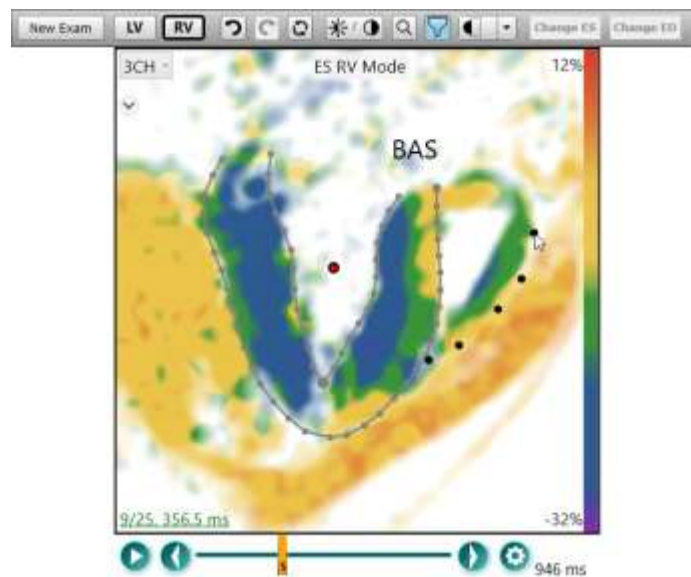 New Exam LV RV Change ES Change ED
3CH ES RV Mode 12%
BAS
9/25, 356.5 ms -32%
S
946 ms